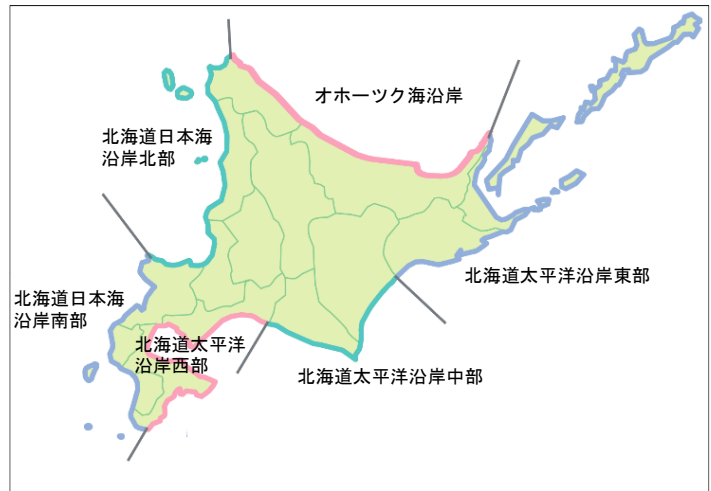 オホーツク海沿岸
北海道日本海
沿岸北部
北海道太平洋沿岸東部
北海道日本海
沿岸南部
北海道太平洋
沿岸西部
北海道太平洋沿岸中部